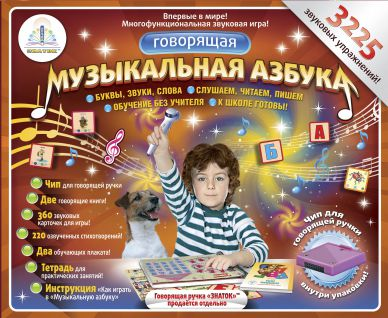 ЗНАТОК
Впервые в мире!
Многофункциональная звуковая игра!
3225
звуковых упражнений!
говорящая
МУЗЫКАЛЬНАЯ АЗБУКА
• БУКВЫ, ЗВУКИ, СЛОВА • СЛУШАЕМ, ЧИТАЕМ, ПИШЕМ
• ОБУЧЕНИЕ БЕЗ УЧИТЕЛЯ • К ШКОЛЕ ГОТОВЫ!
А
Б
Чип для говорящей ручки
Две говорящие книги!
360 звуковых
карточек для игры!
220 озвученных стихотворений!
Два обучающих плаката!
Тетрадь для
практических занятий!
Инструкция «Как играть
в «Музыкальную азбуку»
Чип для
говорящей ручки
внутри упаковки!
Говорящая ручка «ЗНАТОК»
продаётся отдельно